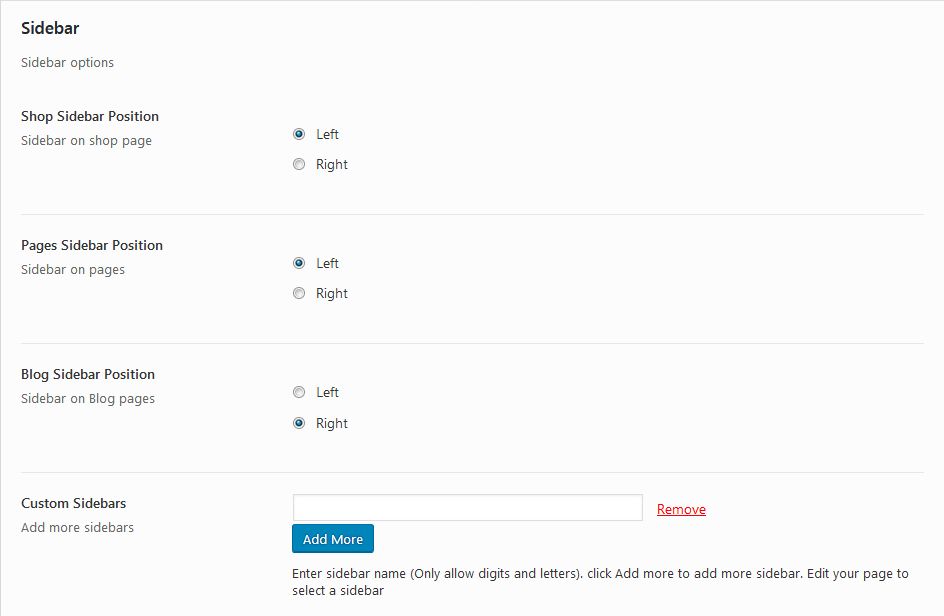 Sidebar
Sidebar options
Shop Sidebar Position
Sidebar on shop page
Left
Right
Pages Sidebar Position
Sidebar on pages
Left
Right
Blog Sidebar Position
Sidebar on Blog pages
Left
Right
Custom Sidebars
Add more sidebars
Remove
Add More
Enter sidebar name (Only allow digits and letters). click Add more to add more sidebar. Edit your page to
select a sidebar